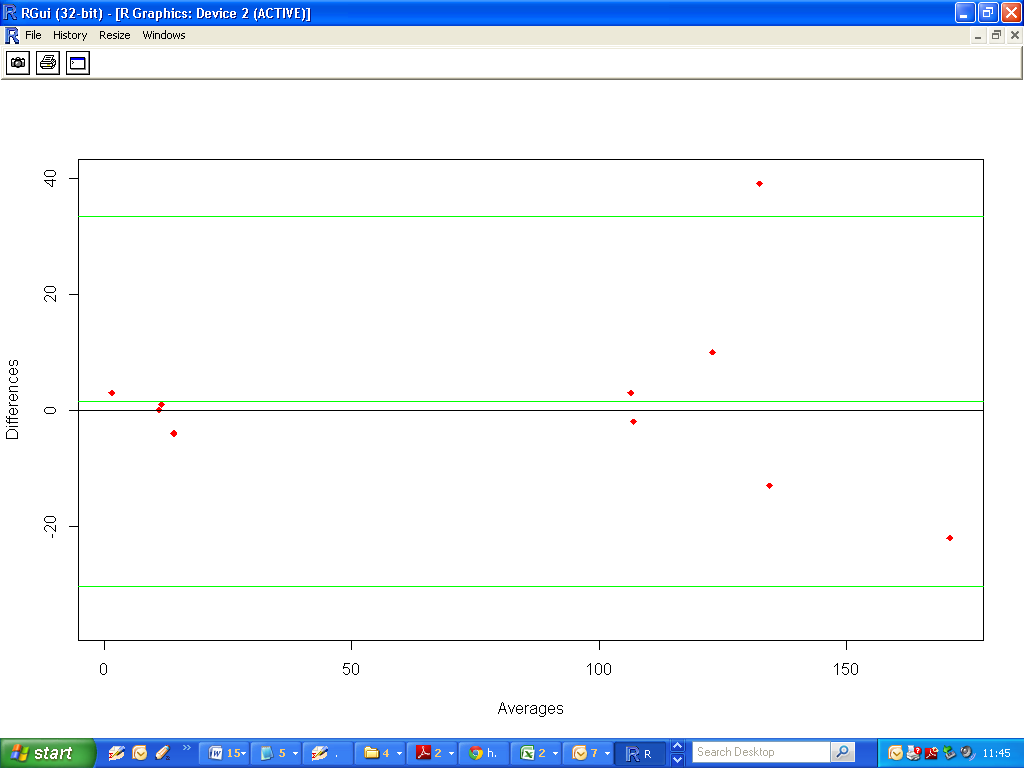 RGui (32-bit) - [R Graphics: Device 2 (ACTIVE)]
File History Resize Windows
40
20
0
-20
Differences
0 50 100 150
Averages
start 15 5 . 4 2 h. 2 7 R Search Desktop 11:45